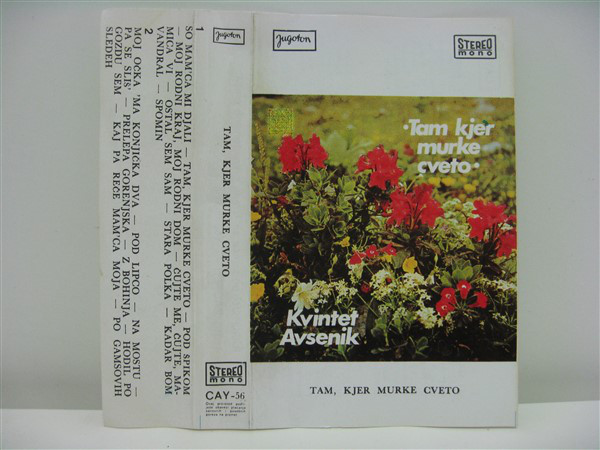 1
SO MAM'CA MI DJALI — TAM, KJER MURKE CVETO — POD ŠPIKOM
— MOJ RODNI KRAJ, MOJ RODNI DOM — ČUJTE ME, ČUJTE, MA-
MICA VI — OSTAL SEM SAM — STARA POLKA — KADAR BOM
VANDRAL — SPOMIN
2
MOJ OČKA, 'MA KONJIČKA DVA — POD LIPCO — NA MOSTU —
PA SE SLIŠ' — PRELEPA GORENJSKA — Z BOHINJA — HODIL PO
GOZDU SEM — KAJ PA REČE MAM'CA MOJA — PO GAMSOVIH
SLEDEH
Jugoton
TAM, KJER MURKE CVETO
STEREO
mono
CAY-56
Jugoton
STEREO
mono
·Tam kjer
murke
cveto·
Kvintet
Avsenik
TAM, KJER MURKE CVETO